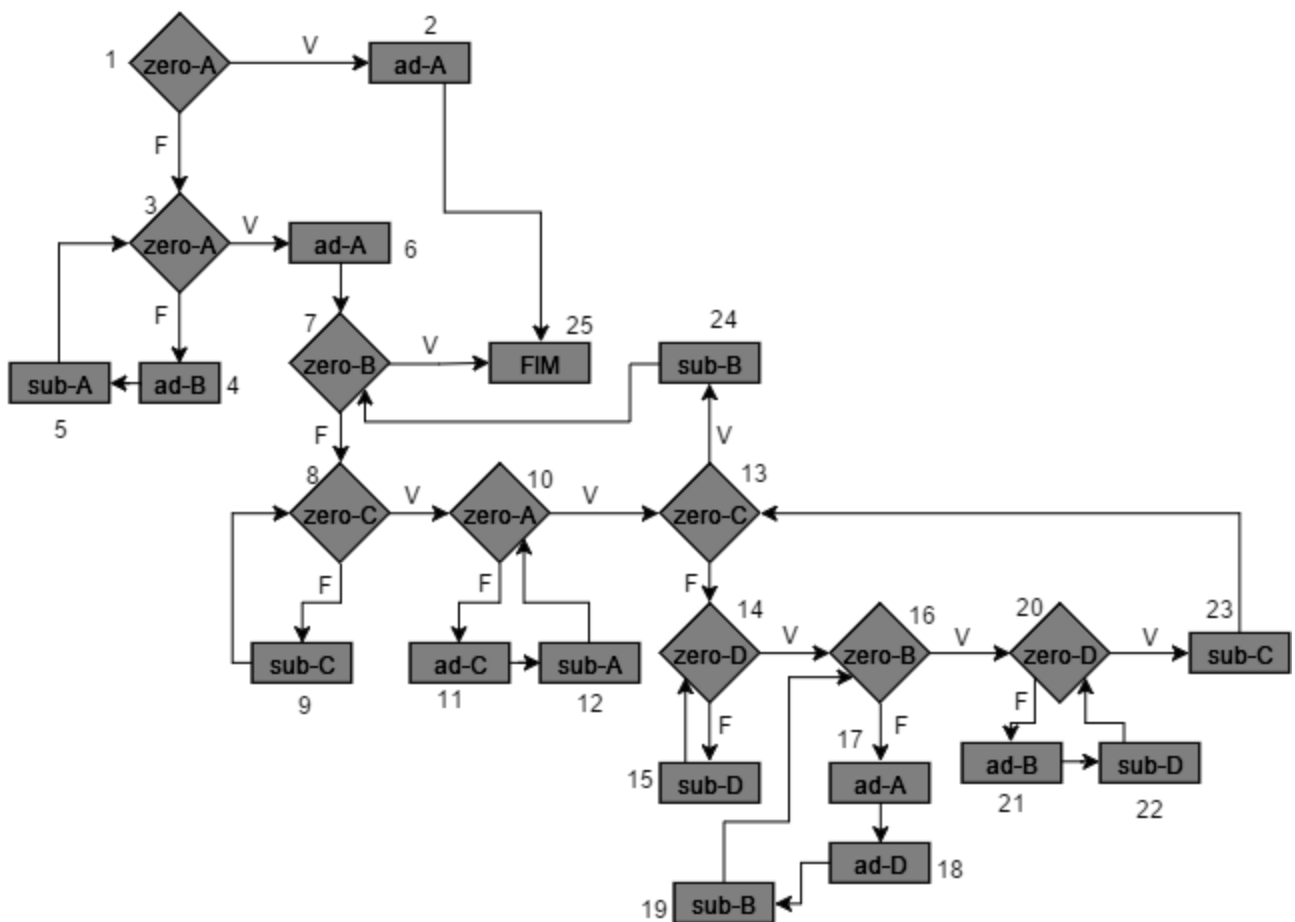 1
zero-A
V
2
ad-A
F
3
zero-A
V
ad-A
6
F
sub-A
5
ad-B
4
7
zero-B
V
25
FIM
24
sub-B
F
V
8
zero-C
V
10
zero-A
V
13
zero-C
F
sub-C
9
F
ad-C
11
sub-A
12
F
14
zero-D
V
16
zero-B
V
20
zero-D
V
23
sub-C
F
15
sub-D
F
17
ad-A
ad-D
18
19
sub-B
F
ad-B
21
sub-D
22